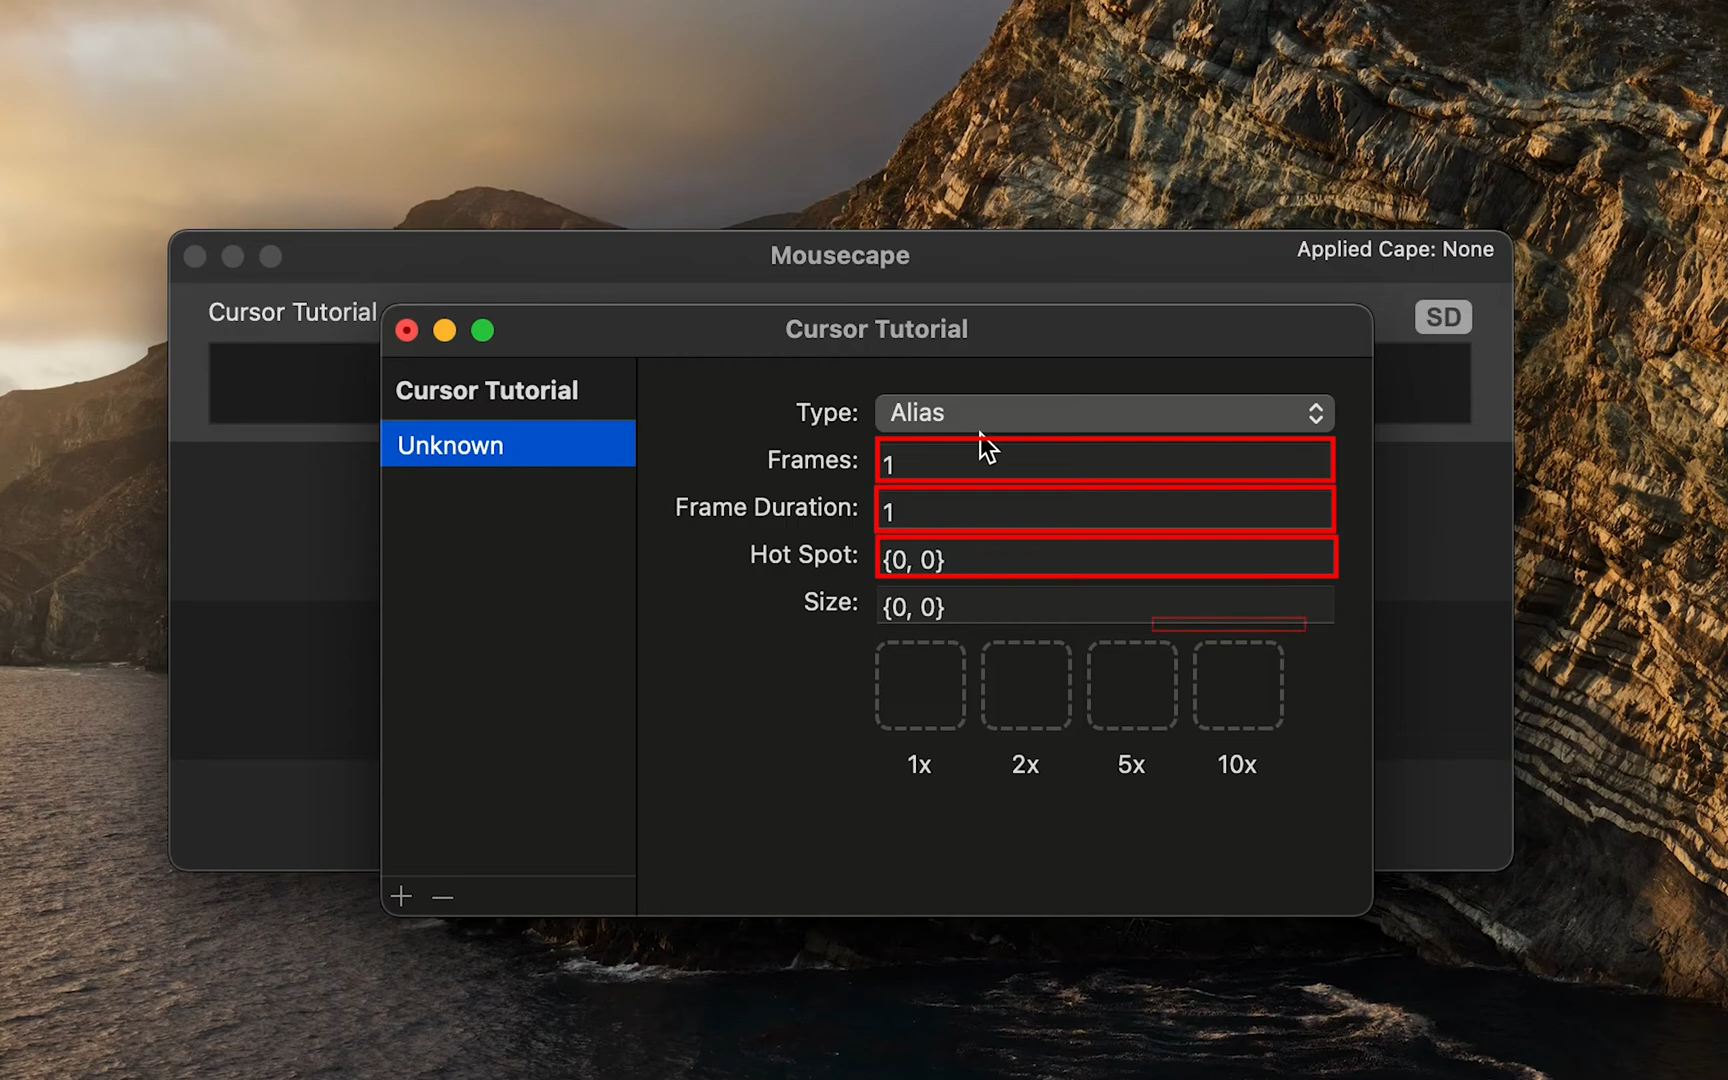 Mousecape
Applied Cape: None
Cursor Tutorial
SD
Cursor Tutorial
Cursor Tutorial
Unknown
Type: Alias
Frames: 1
Frame Duration: 1
Hot Spot: {0, 0}
Size: {0, 0}
1x 2x 5x 10x